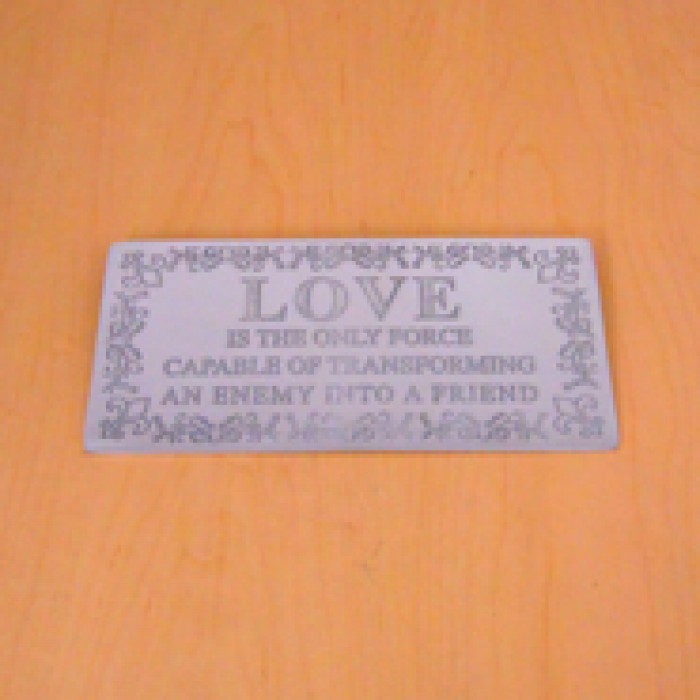 LOVE
IS THE ONLY FORCE
CAPABLE OF TRANSFORMING
AN ENEMY INTO A FRIEND